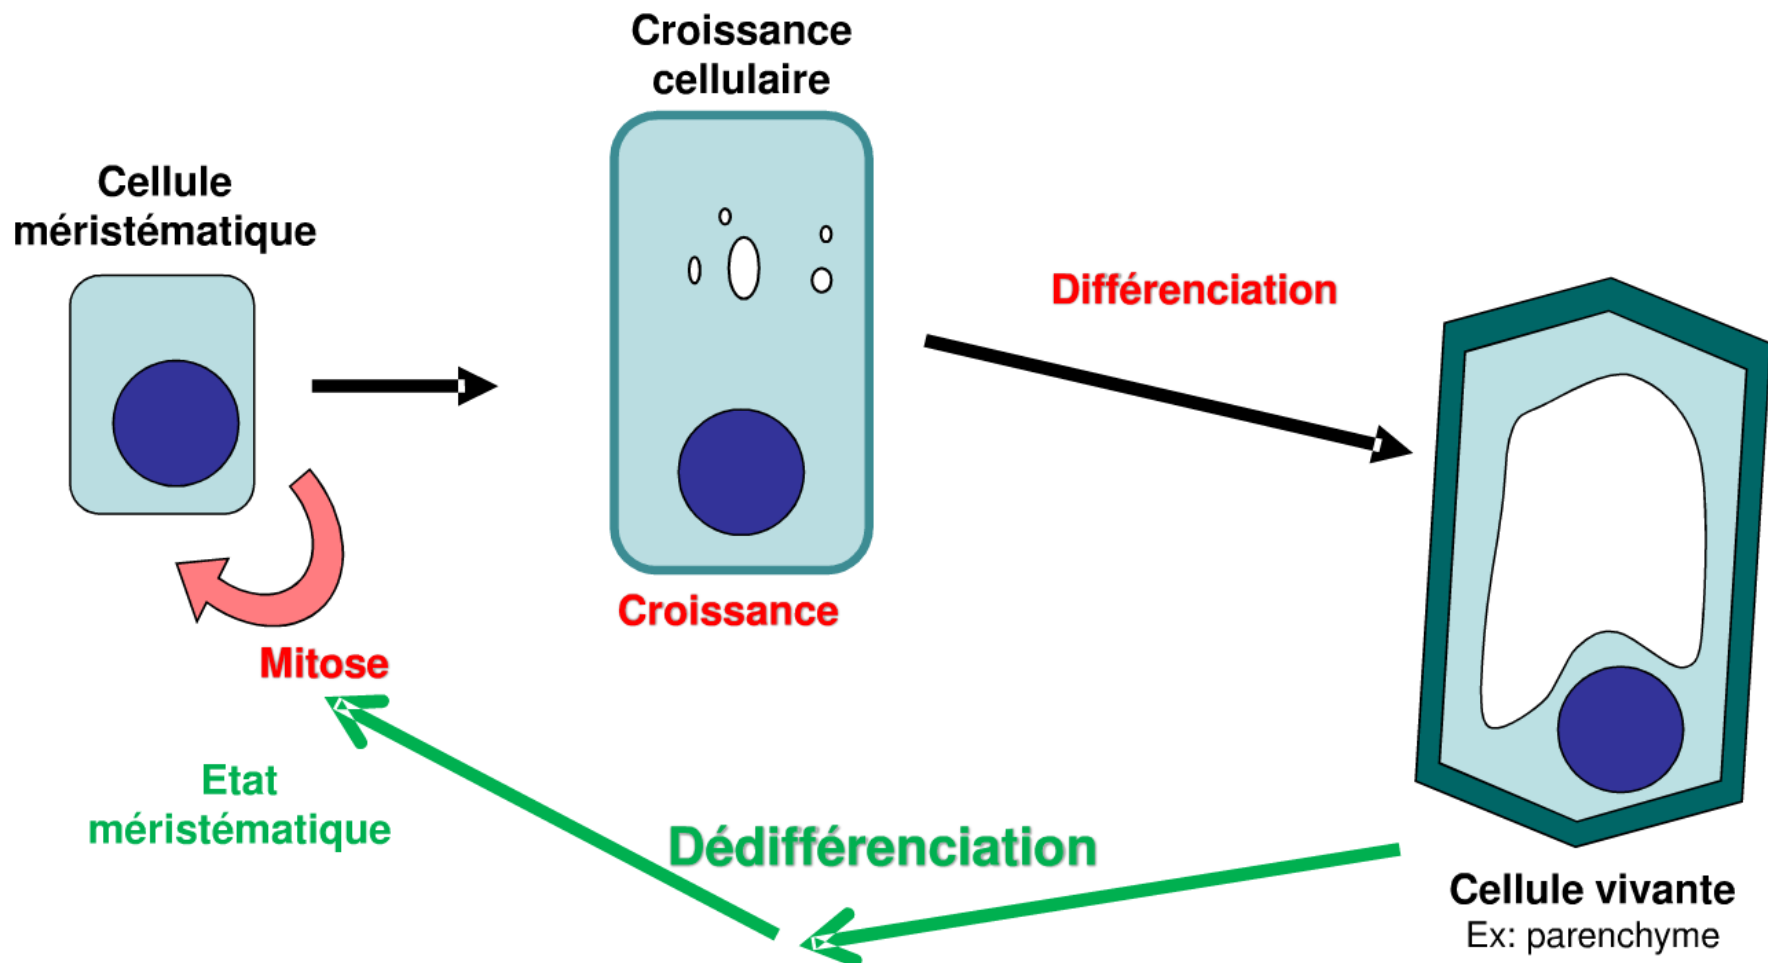 Croissance
cellulaire
Cellule
méristématique
Différenciation
Croissance
Mitose
Etat
méristématique
Dédifférenciation
Cellule vivante
Ex: parenchyme